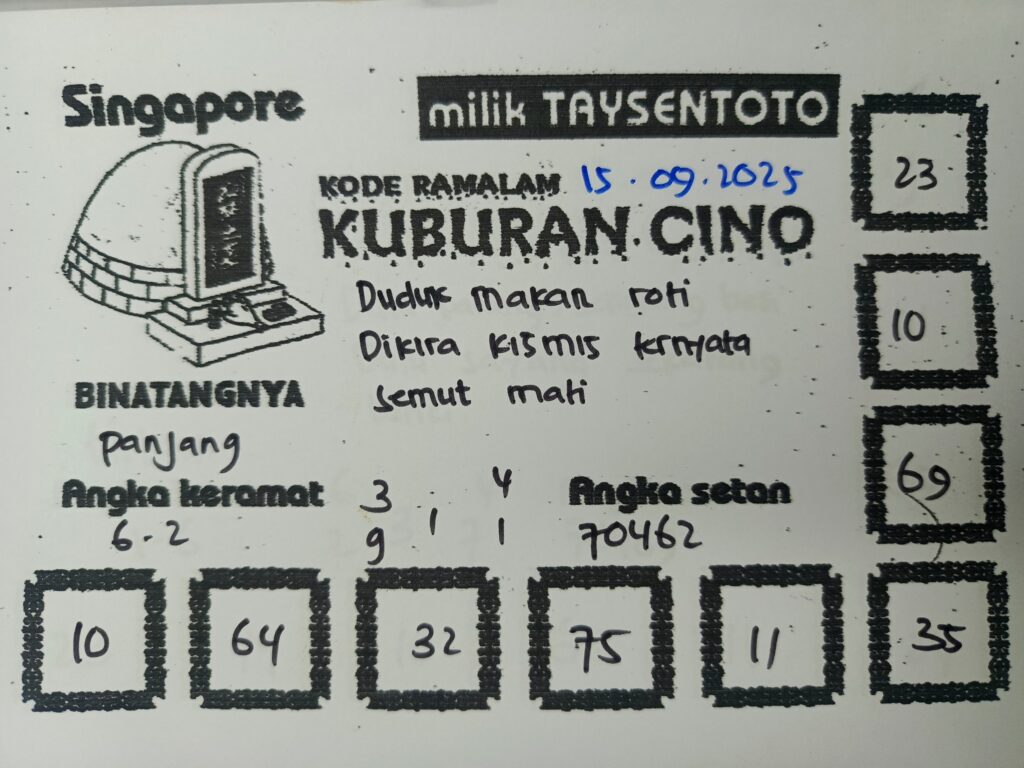 Singapore
milik TAYSENTOTO
KODE RAMALAM 15.09.2025
KUBURAN CINO
Duduk makan roti
Dikira kismis ternyata
semut mati
BINATANGNYA
panjang
Angka keramat
6.2
3 4
9 1 1
Angka setan
70462
23
10
69
10 64 32 75 11 35